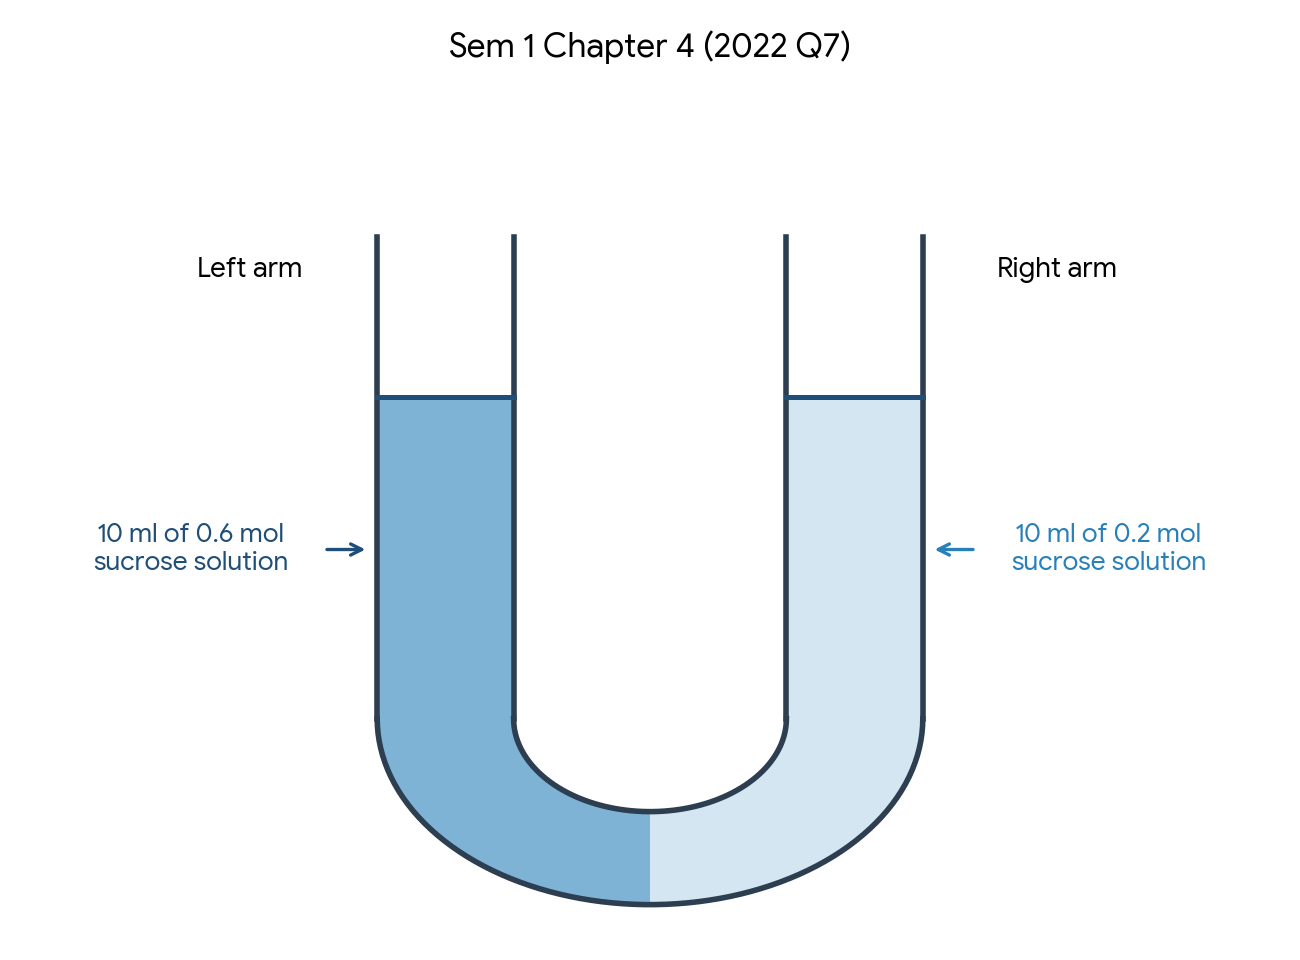 Sem 1 Chapter 4 (2022 Q7)
Left arm
Right arm
10 ml of 0.6 mol
sucrose solution
10 ml of 0.2 mol
sucrose solution